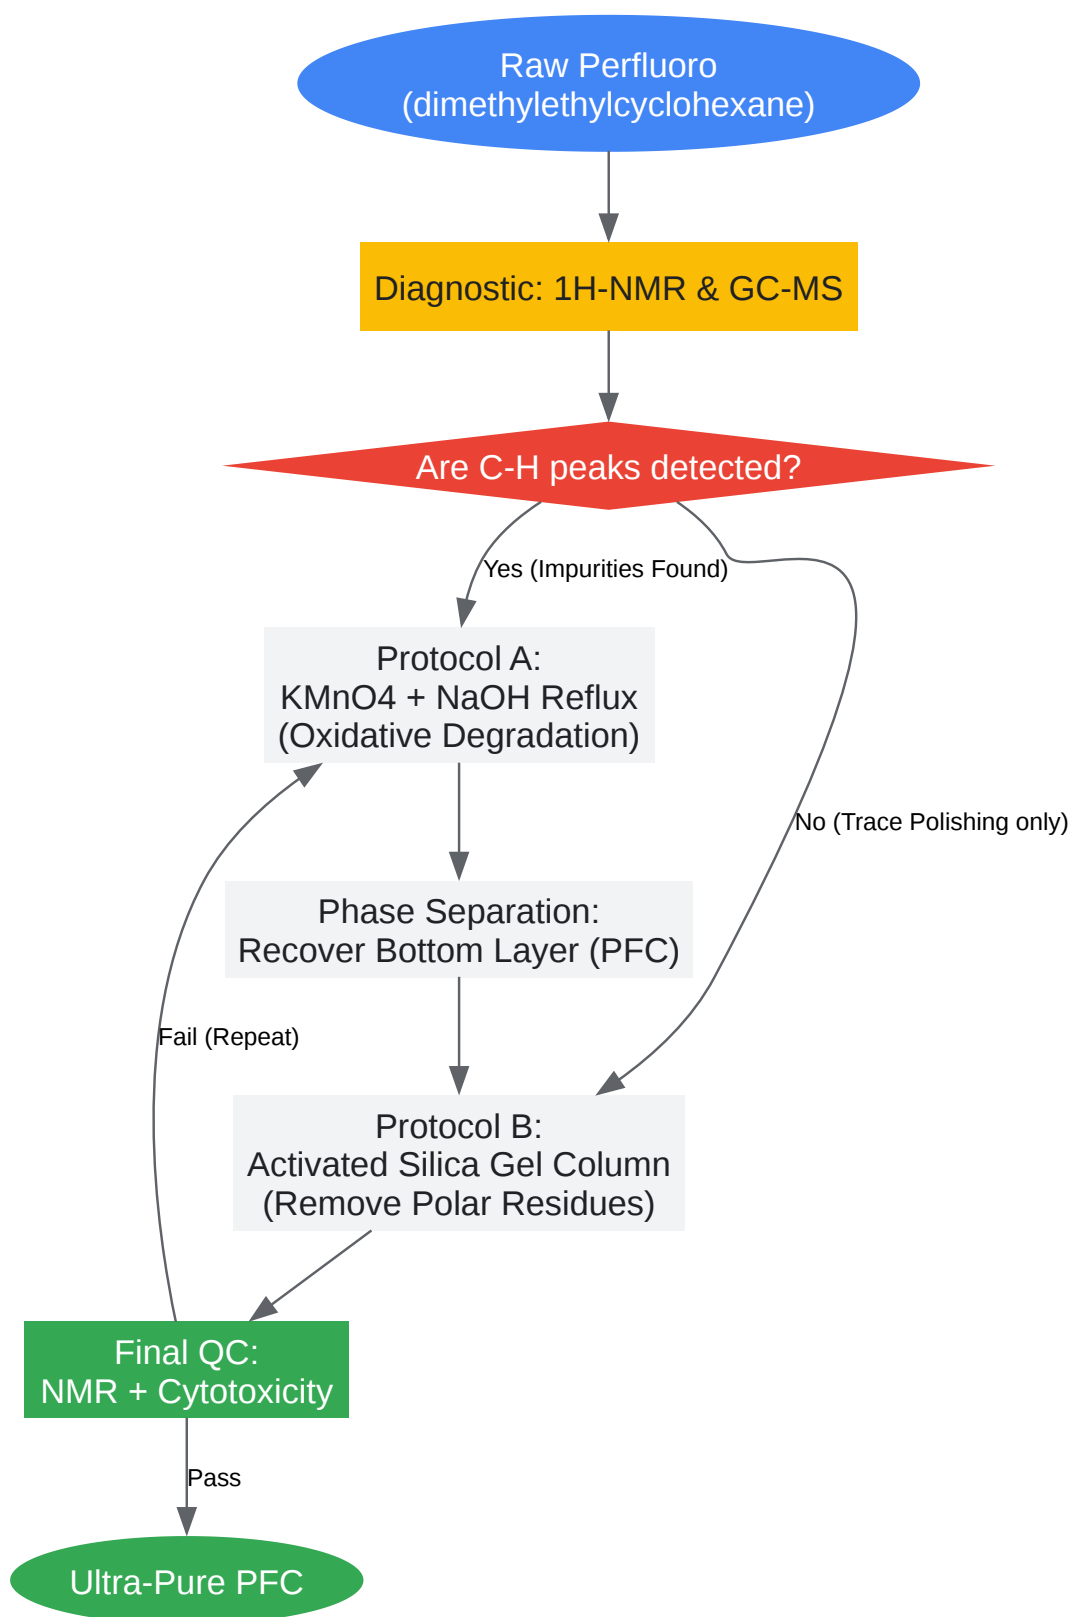 Raw Perfluoro
(dimethylethylcyclohexane)
Diagnostic: 1H-NMR & GC-MS
Are C-H peaks detected?
Yes (Impurities Found)
Protocol A:
KMnO4 + NaOH Reflux
(Oxidative Degradation)
No (Trace Polishing only)
Phase Separation:
Recover Bottom Layer (PFC)
Fail (Repeat)
Protocol B:
Activated Silica Gel Column
(Remove Polar Residues)
Final QC:
NMR + Cytotoxicity
Pass
Ultra-Pure PFC